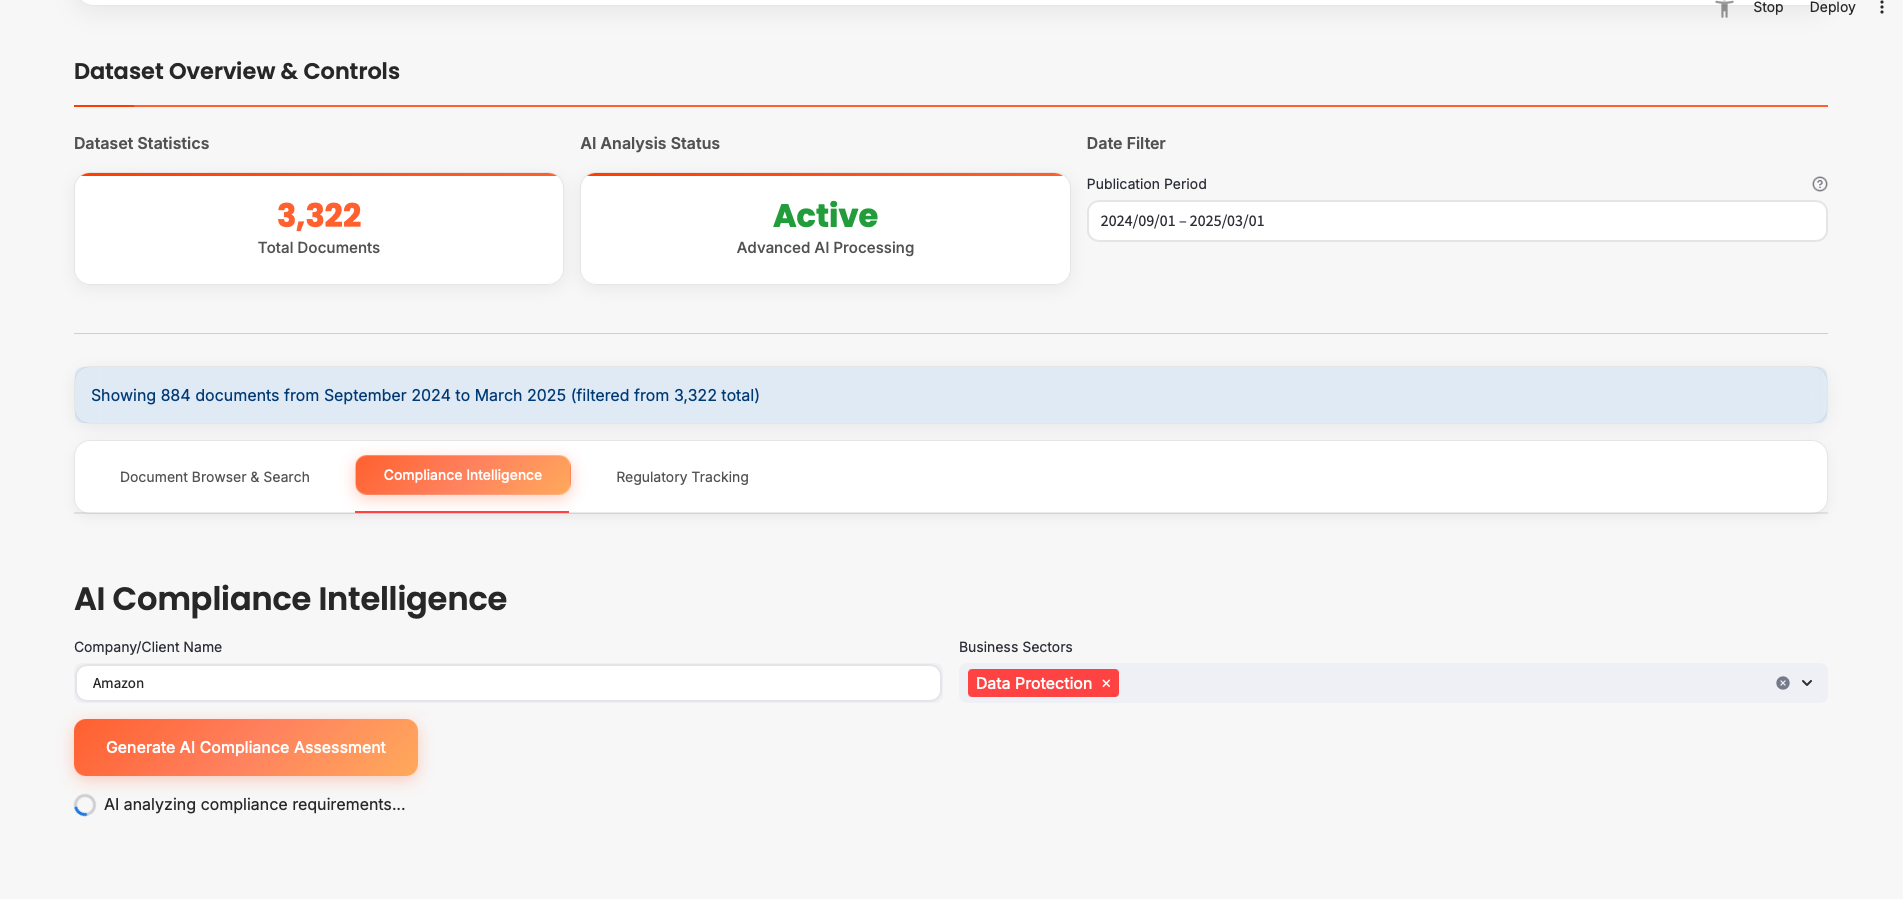 Stop Deploy
Dataset Overview & Controls
Dataset Statistics
3,322
Total Documents
AI Analysis Status
Active
Advanced AI Processing
Date Filter
Publication Period
2024/09/01 – 2025/03/01
Showing 884 documents from September 2024 to March 2025 (filtered from 3,322 total)
Document Browser & Search Compliance Intelligence Regulatory Tracking
AI Compliance Intelligence
Company/Client Name
Amazon
Business Sectors
Data Protection ×
Generate AI Compliance Assessment
AI analyzing compliance requirements...